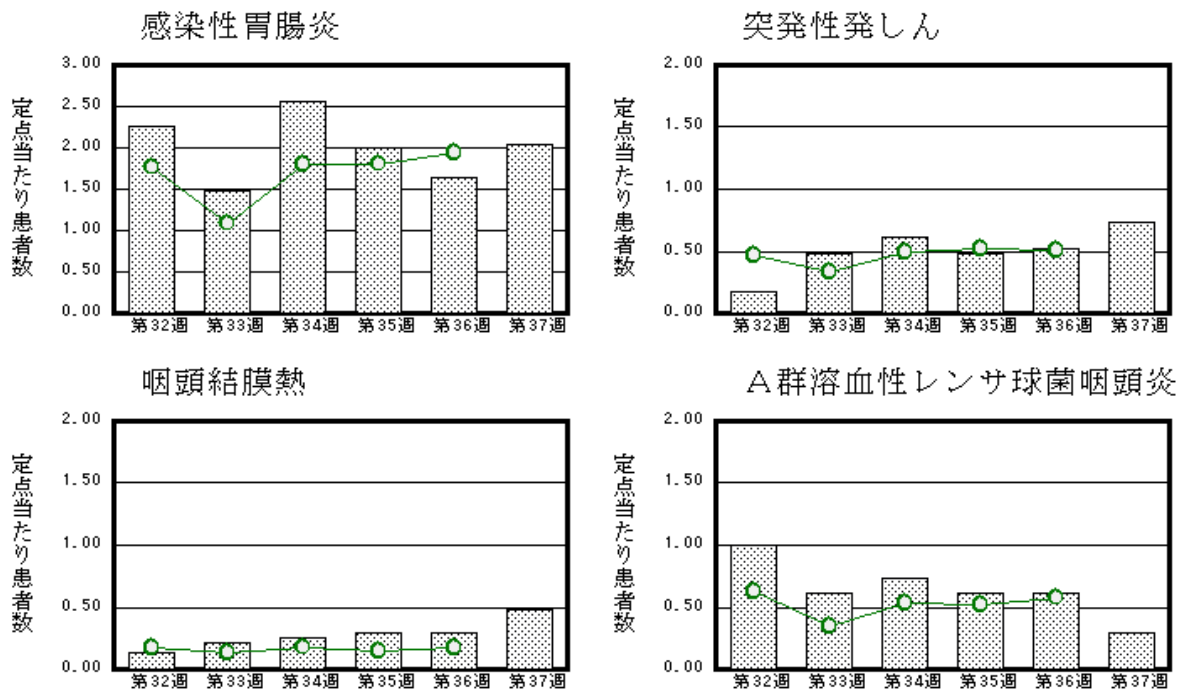 感染性胃腸炎
定点当たり患者数
3.00
2.50
2.00
1.50
1.00
0.50
0.00
第32週 第33週 第34週 第35週 第36週 第37週
突発性発しん
定点当たり患者数
2.00
1.50
1.00
0.50
0.00
第32週 第33週 第34週 第35週 第36週 第37週
咽頭結膜熱
定点当たり患者数
2.00
1.50
1.00
0.50
0.00
第32週 第33週 第34週 第35週 第36週 第37週
A群溶血性レンサ球菌咽頭炎
定点当たり患者数
2.00
1.50
1.00
0.50
0.00
第32週 第33週 第34週 第35週 第36週 第37週